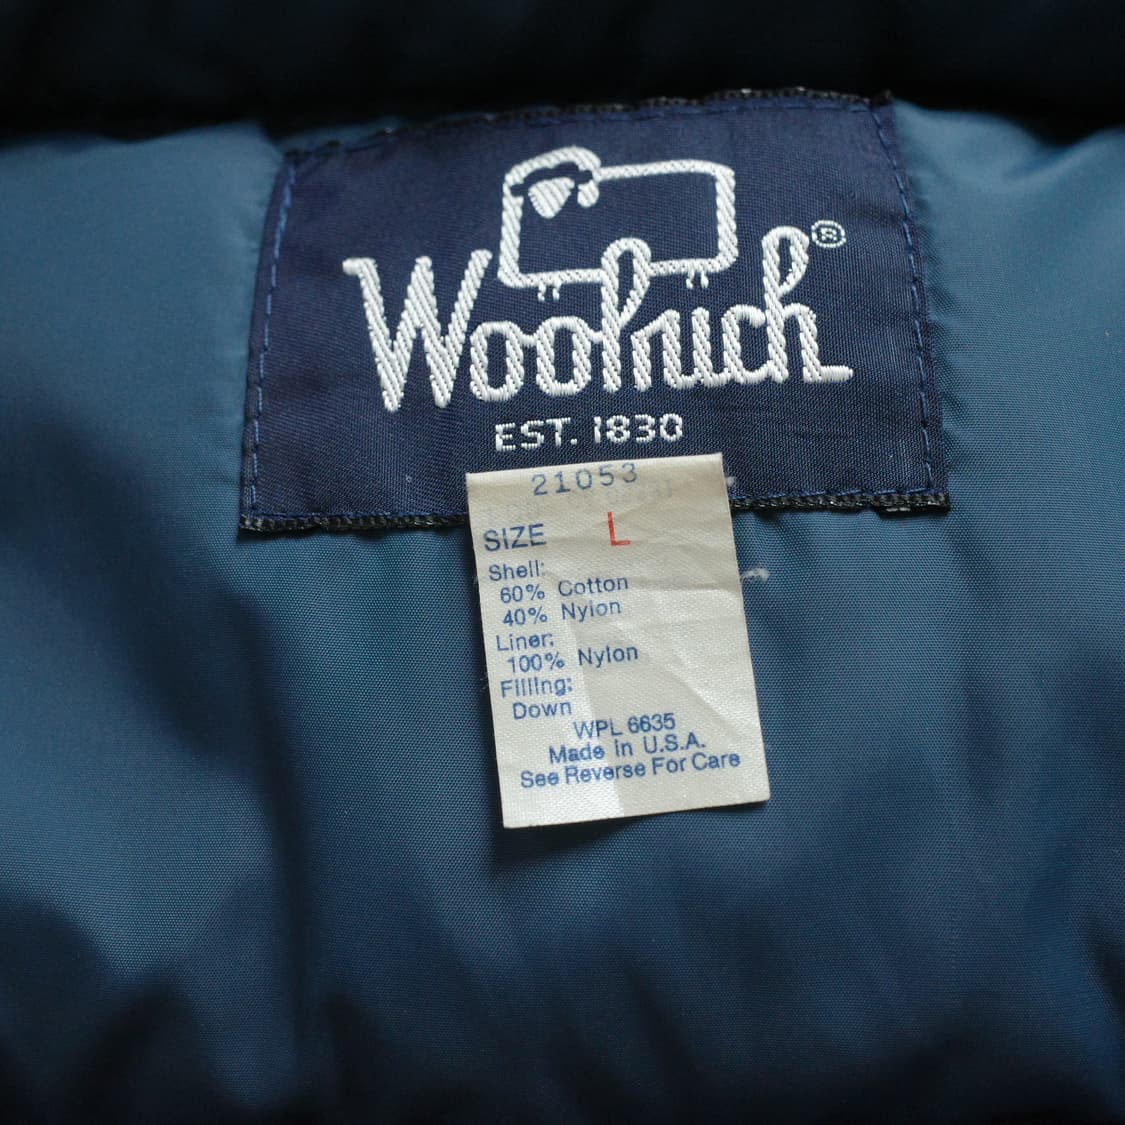 Woolrich®
EST. 1830
21053
SIZE L
Shell:
60% Cotton
40% Nylon
Liner:
100% Nylon
Filling:
Down
WPL 6635
Made in U.S.A.
See Reverse For Care